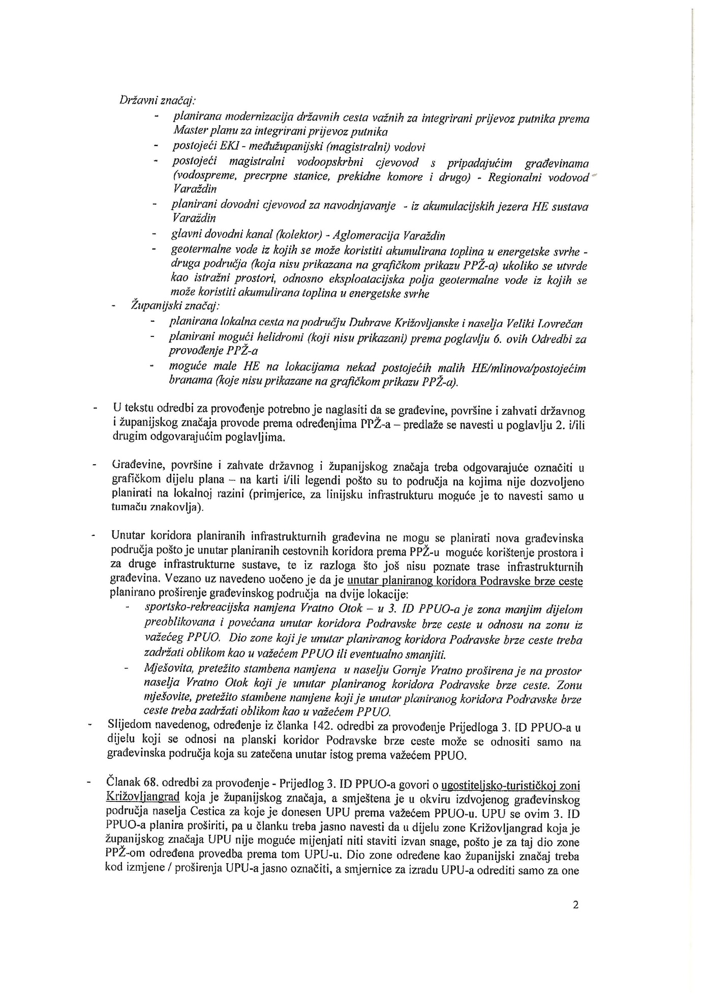 Državni značaj:
- planirana modernizacija državnih cesta važnih za integrirani prijevoz putnika prema
Master planu za integrirani prijevoz putnika
- postojeći EKI - međužupanijski (magistralni) vodovi
- postojeći magistralni vodoopskrbni cjevovod s pripadajućim građevinama
(vodospreme, precrpne stanice, prekidne komore i drugo) - Regionalni vodovod
Varaždin
- planirani dovodni cjevovod za navodnjavanje - iz akumulacijskih jezera HE sustava
Varaždin
- glavni dovodni kanal (kolektor) - Aglomeracija Varaždin
- geotermalne vode iz kojih se može koristiti akumulirana toplina u energetske svrhe -
druga područja (koja nisu prikazana na grafičkom prikazu PPŽ-a) ukoliko se utvrde
kao istražni prostori, odnosno eksploatacijska polja geotermalne vode iz kojih se
može koristiti akumulirana toplina u energetske svrhe
- Županijski značaj:
- planirana lokalna cesta na području Dubrave Križovljanske i naselja Veliki Lovrečan
- planirani mogući helidromi (koji nisu prikazani) prema poglavlju 6. ovih Odredbi za
provođenje PPŽ-a
- moguće male HE na lokacijama nekad postojećih malih HE/mlinova/postojećim
branama (koje nisu prikazane na grafičkom prikazu PPŽ-a).
- U tekstu odredbi za provođenje potrebno je naglasiti da se građevine, površine i zahvati državnog
i županijskog značaja provode prema određenjima PPŽ-a – predlaže se navesti u poglavlju 2. i/ili
drugim odgovarajućim poglavljima.
- Građevine, površine i zahvate državnog i županijskog značaja treba odgovarajuće označiti u
grafičkom dijelu plana – na karti i/ili legendi pošto su to područja na kojima nije dozvoljeno
planirati na lokalnoj razini (primjerice, za linijsku infrastrukturu moguće je to navesti samo u
tumaču znakovlja).
- Unutar koridora planiranih infrastrukturnih građevina ne mogu se planirati nova građevinska
područja pošto je unutar planiranih cestovnih koridora prema PPŽ-u moguće korištenje prostora i
za druge infrastrukturne sustave, te iz razloga što još nisu poznate trase infrastrukturnih
građevina. Vezano uz navedeno uočeno je da je unutar planiranog koridora Podravske brze ceste
planirano proširenje građevinskog područja na dvije lokacije:
- sportsko-rekreacijska namjena Vratno Otok – u 3. ID PPUO-a je zona manjim dijelom
preoblikovana i povećana unutar koridora Podravske brze ceste u odnosu na zonu iz
važećeg PPUO. Dio zone koji je unutar planiranog koridora Podravske brze ceste treba
zadržati oblikom kao u važećem PPUO ili eventualno smanjiti.
- Mješovita, pretežito stambena namjena u naselju Gornje Vratno proširena je na prostor
naselja Vratno Otok koji je unutar planiranog koridora Podravske brze ceste. Zonu
mješovite, pretežito stambene namjene koji je unutar planiranog koridora Podravske brze
ceste treba zadržati oblikom kao u važećem PPUO.
- Slijedom navedenog, određenje iz članka 142. odredbi za provođenje Prijedloga 3. ID PPUO-a u
dijelu koji se odnosi na planski koridor Podravske brze ceste može se odnositi samo na
građevinska područja koja su zatečena unutar istog prema važećem PPUO.
- Članak 68. odredbi za provođenje - Prijedlog 3. ID PPUO-a govori o ugostiteljsko-turističkoj zoni
Križovljangrad koja je županijskog značaja, a smještena je u okviru izdvojenog građevinskog
područja naselja Cestica za koje je donesen UPU prema važećem PPUO-u. UPU se ovim 3. ID
PPUO-a planira proširiti, pa u članku treba jasno navesti da u dijelu zone Križovljangrad koja je
županijskog značaja UPU nije moguće mijenjati niti staviti izvan snage, pošto je za taj dio zone
PPŽ-om određena provedba prema tom UPU-u. Dio zone određene kao županijski značaj treba
kod izmjene / proširenja UPU-a jasno označiti, a smjernice za izradu UPU-a odrediti samo za one
2